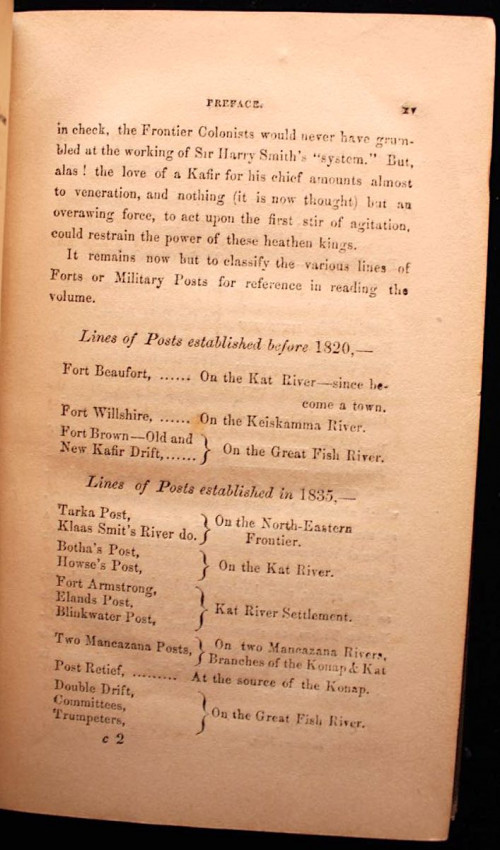 PREFACE. xv
in check, the Frontier Colonists would never have grum-
bled at the working of Sir Harry Smith's "system." But,
alas! the love of a Kafir for his chief amounts almost
to veneration, and nothing (it is now thought) but an
overawing force, to act upon the first stir of agitation,
could restrain the power of these heathen kings.
It remains now but to classify the various lines of
Forts or Military Posts for reference in reading the
volume.
Lines of Posts established before 1820,—
Fort Beaufort, ...... On the Kat River—since be-
come a town.
Fort Willshire, ...... On the Keiskamma River.
Fort Brown—Old and
New Kafir Drift,...... } On the Great Fish River.
Lines of Posts established in 1835,—
Tarka Post,
Klaas Smit's River do. } On the North-Eastern
Frontier.
Botha's Post,
Howse's Post, } On the Kat River.
Fort Armstrong,
Elands Post,
Blinkwater Post, } Kat River Settlement.
Two Mancazana Posts, } On two Mancazana Rivers,
Branches of the Konap & Kat
Post Retief, ......... At the source of the Konap.
Double Drift,
Committees,
Trumpeters, } On the Great Fish River.
c 2